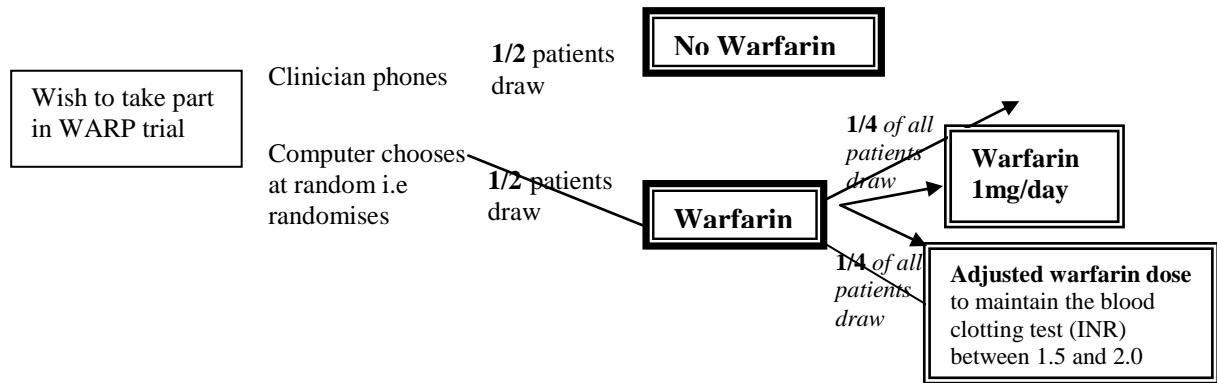 Wish to take part
in WARP trial
Clinician phones
Computer chooses
at random i.e
randomises
1/2 patients
draw
No Warfarin
1/2 patients
draw
Warfarin
1/4 of all
patients
draw
Warfarin
1mg/day
1/4 of all
patients
draw
Adjusted warfarin dose
to maintain the blood
clotting test (INR)
between 1.5 and 2.0